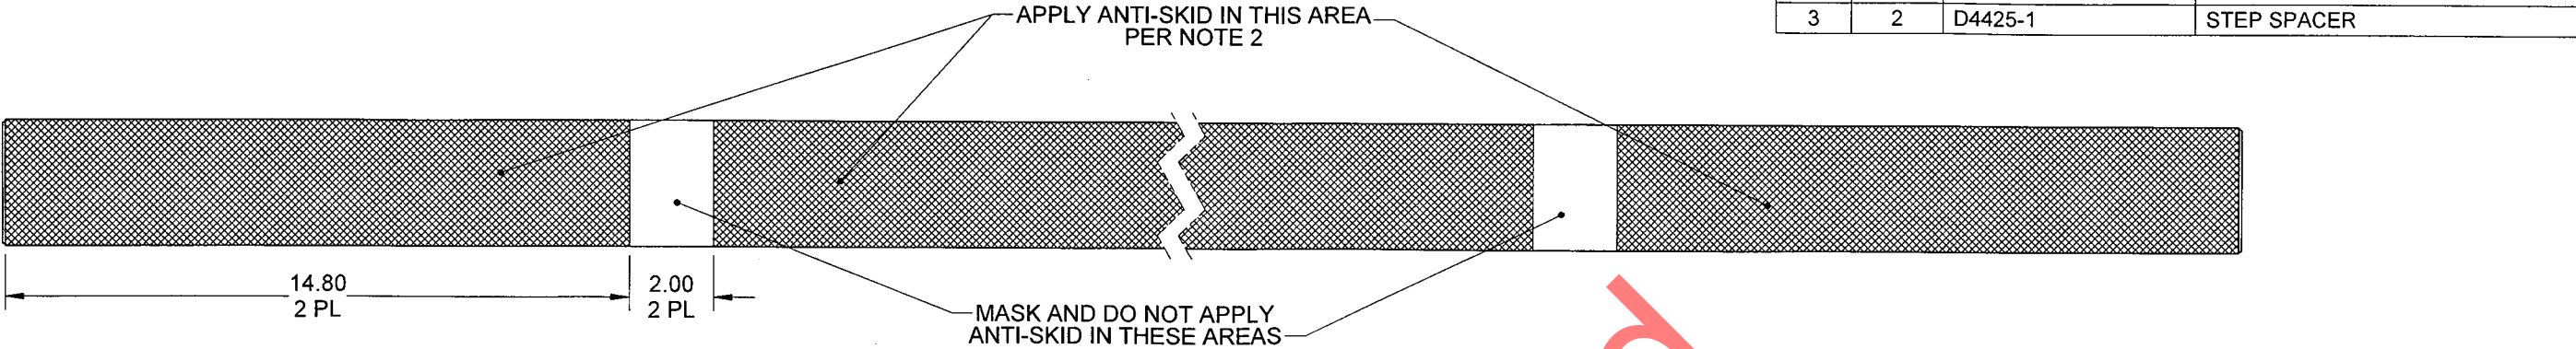 APPLY ANTI-SKID IN THIS AREA
PER NOTE 2
3 2 D4425-1 STEP SPACER
14.80
2 PL
2.00
2 PL
MASK AND DO NOT APPLY
ANTI-SKID IN THESE AREAS